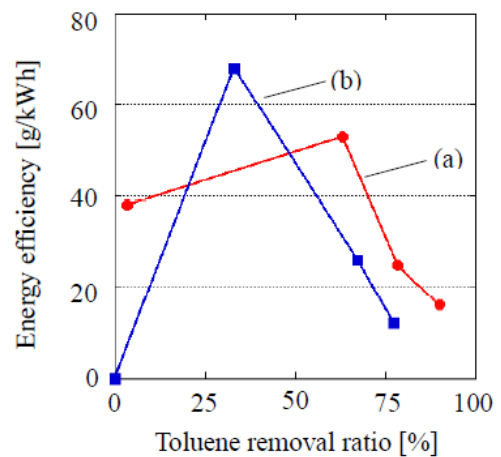 80
60
40
20
0
Energy efficiency [g/kWh]
(b)
(a)
0 25 50 75 100
Toluene removal ratio [%]